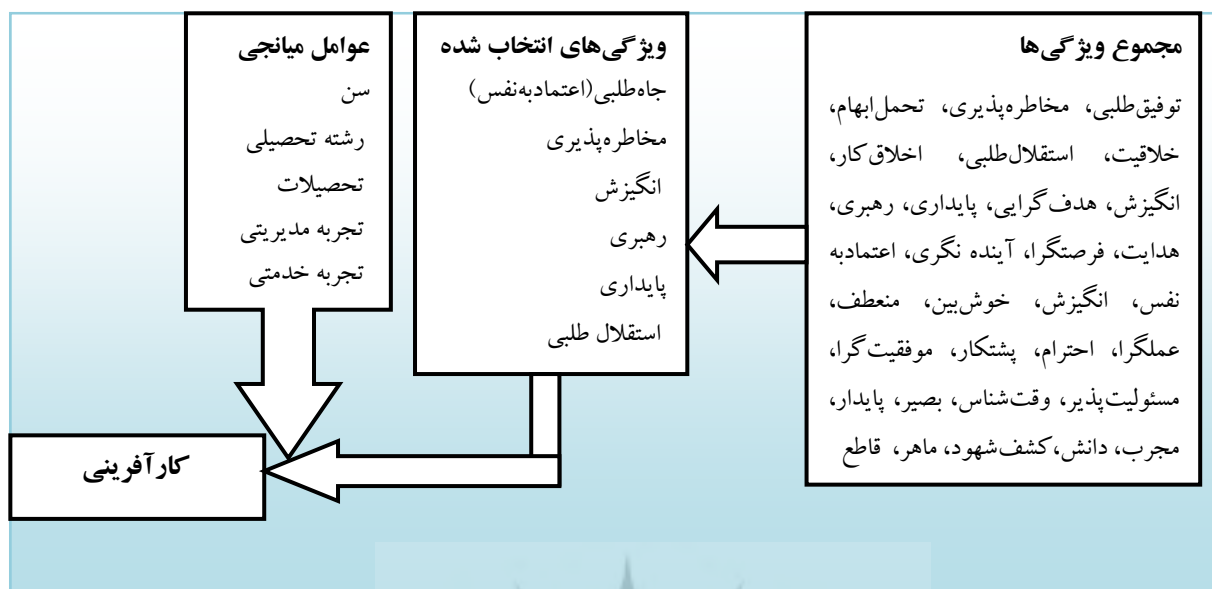 مجموع ویژگی‌ها
توفیق‌طلبی، مخاطره‌پذیری، تحمل‌ابهام،
خلاقیت، استقلال‌طلبی، اخلاق‌کار،
انگیزش، هدف‌گرایی، پایداری، رهبری،
هدایت، فرصتگرا، آینده نگری، اعتمادبه
نفس، انگیزش، خوش‌بین، منعطف،
عملگرا، احترام، پشتکار، موفقیت‌گرا،
مسئولیت‌پذیر، وقت‌شناس، بصیر، پایدار،
مجرب، دانش، کشف‌شهود، ماهر، قاطع
ویژگی‌های انتخاب شده
جاه‌طلبی(اعتمادبه‌نفس)
مخاطره‌پذیری
انگیزش
رهبری
پایداری
استقلال طلبی
عوامل میانجی
سن
رشته تحصیلی
تحصیلات
تجربه مدیریتی
تجربه خدمتی
کارآفرینی